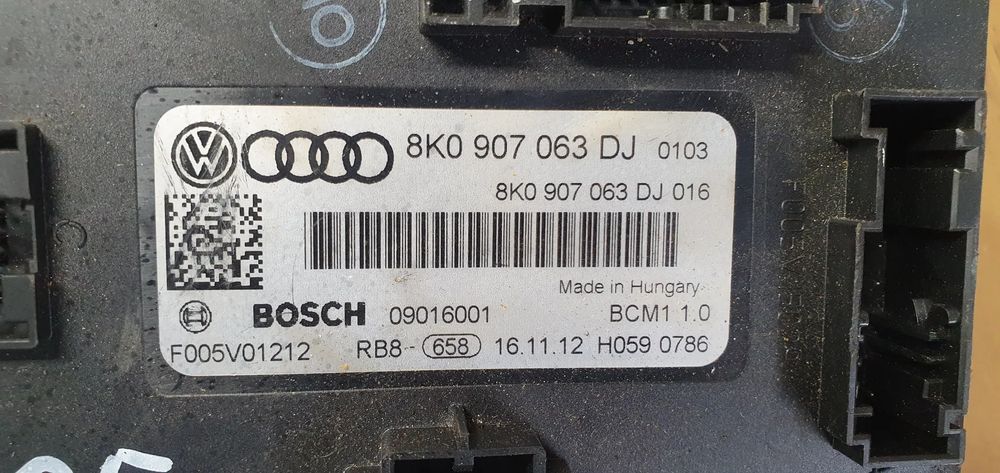 8K0 907 063 DJ 0103
8K0 907 063 DJ 016
Made in Hungary
BOSCH 09016001 BCM1 1.0
F005V01212 RB8- 658 16.11.12 H059 0786
C